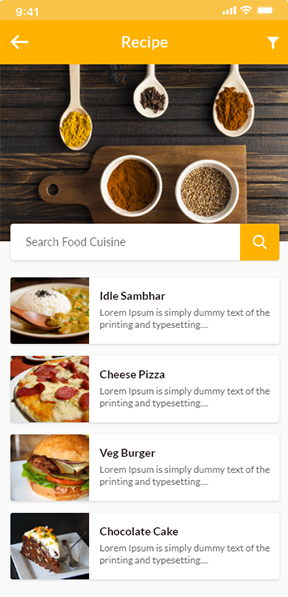 9:41
Recipe
Search Food Cuisine
Idle Sambhar
Lorem Ipsum is simply dummy text of the
printing and typesetting....
Cheese Pizza
Lorem Ipsum is simply dummy text of the
printing and typesetting....
Veg Burger
Lorem Ipsum is simply dummy text of the
printing and typesetting....
Chocolate Cake
Lorem Ipsum is simply dummy text of the
printing and typesetting....